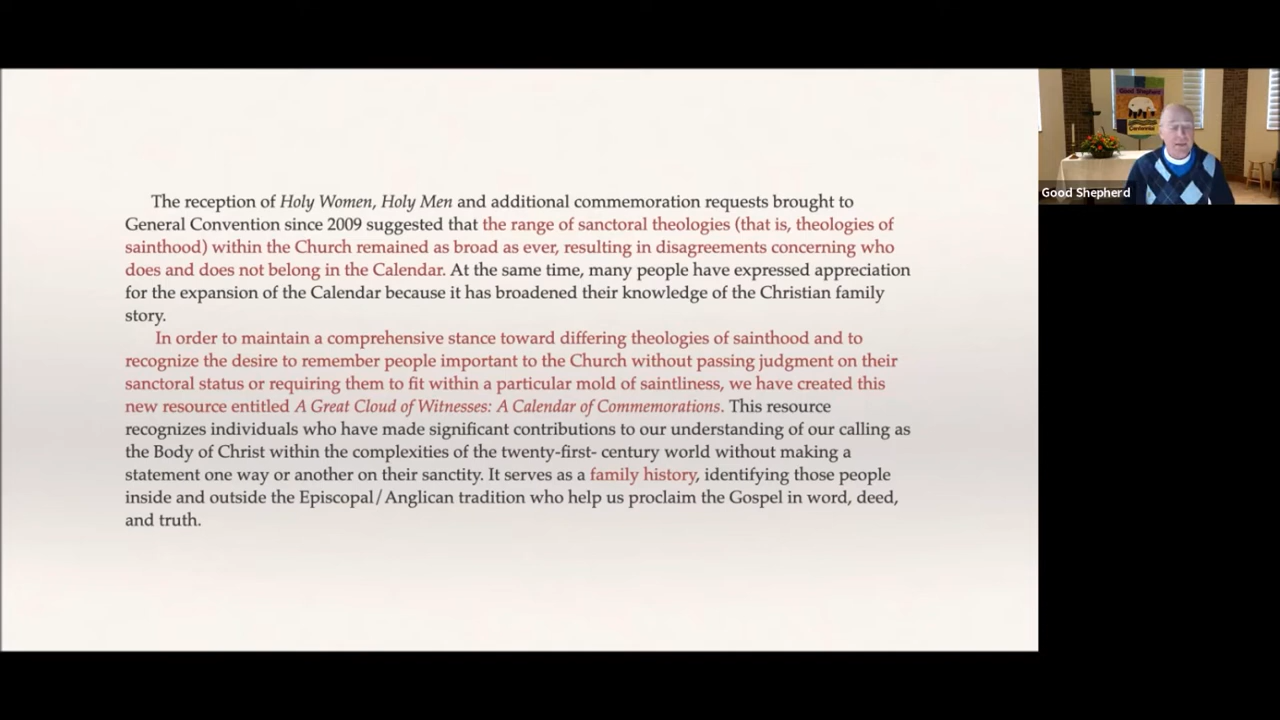 The reception of Holy Women, Holy Men and additional commemoration requests brought to
General Convention since 2009 suggested that the range of sanctoral theologies (that is, theologies of
sainthood) within the Church remained as broad as ever, resulting in disagreements concerning who
does and does not belong in the Calendar. At the same time, many people have expressed appreciation
for the expansion of the Calendar because it has broadened their knowledge of the Christian family
story.
In order to maintain a comprehensive stance toward differing theologies of sainthood and to
recognize the desire to remember people important to the Church without passing judgment on their
sanctoral status or requiring them to fit within a particular mold of saintliness, we have created this
new resource entitled A Great Cloud of Witnesses: A Calendar of Commemorations. This resource
recognizes individuals who have made significant contributions to our understanding of our calling as
the Body of Christ within the complexities of the twenty-first- century world without making a
statement one way or another on their sanctity. It serves as a family history, identifying those people
inside and outside the Episcopal/Anglican tradition who help us proclaim the Gospel in word, deed,
and truth.
Good Shepherd
Good Shepherd